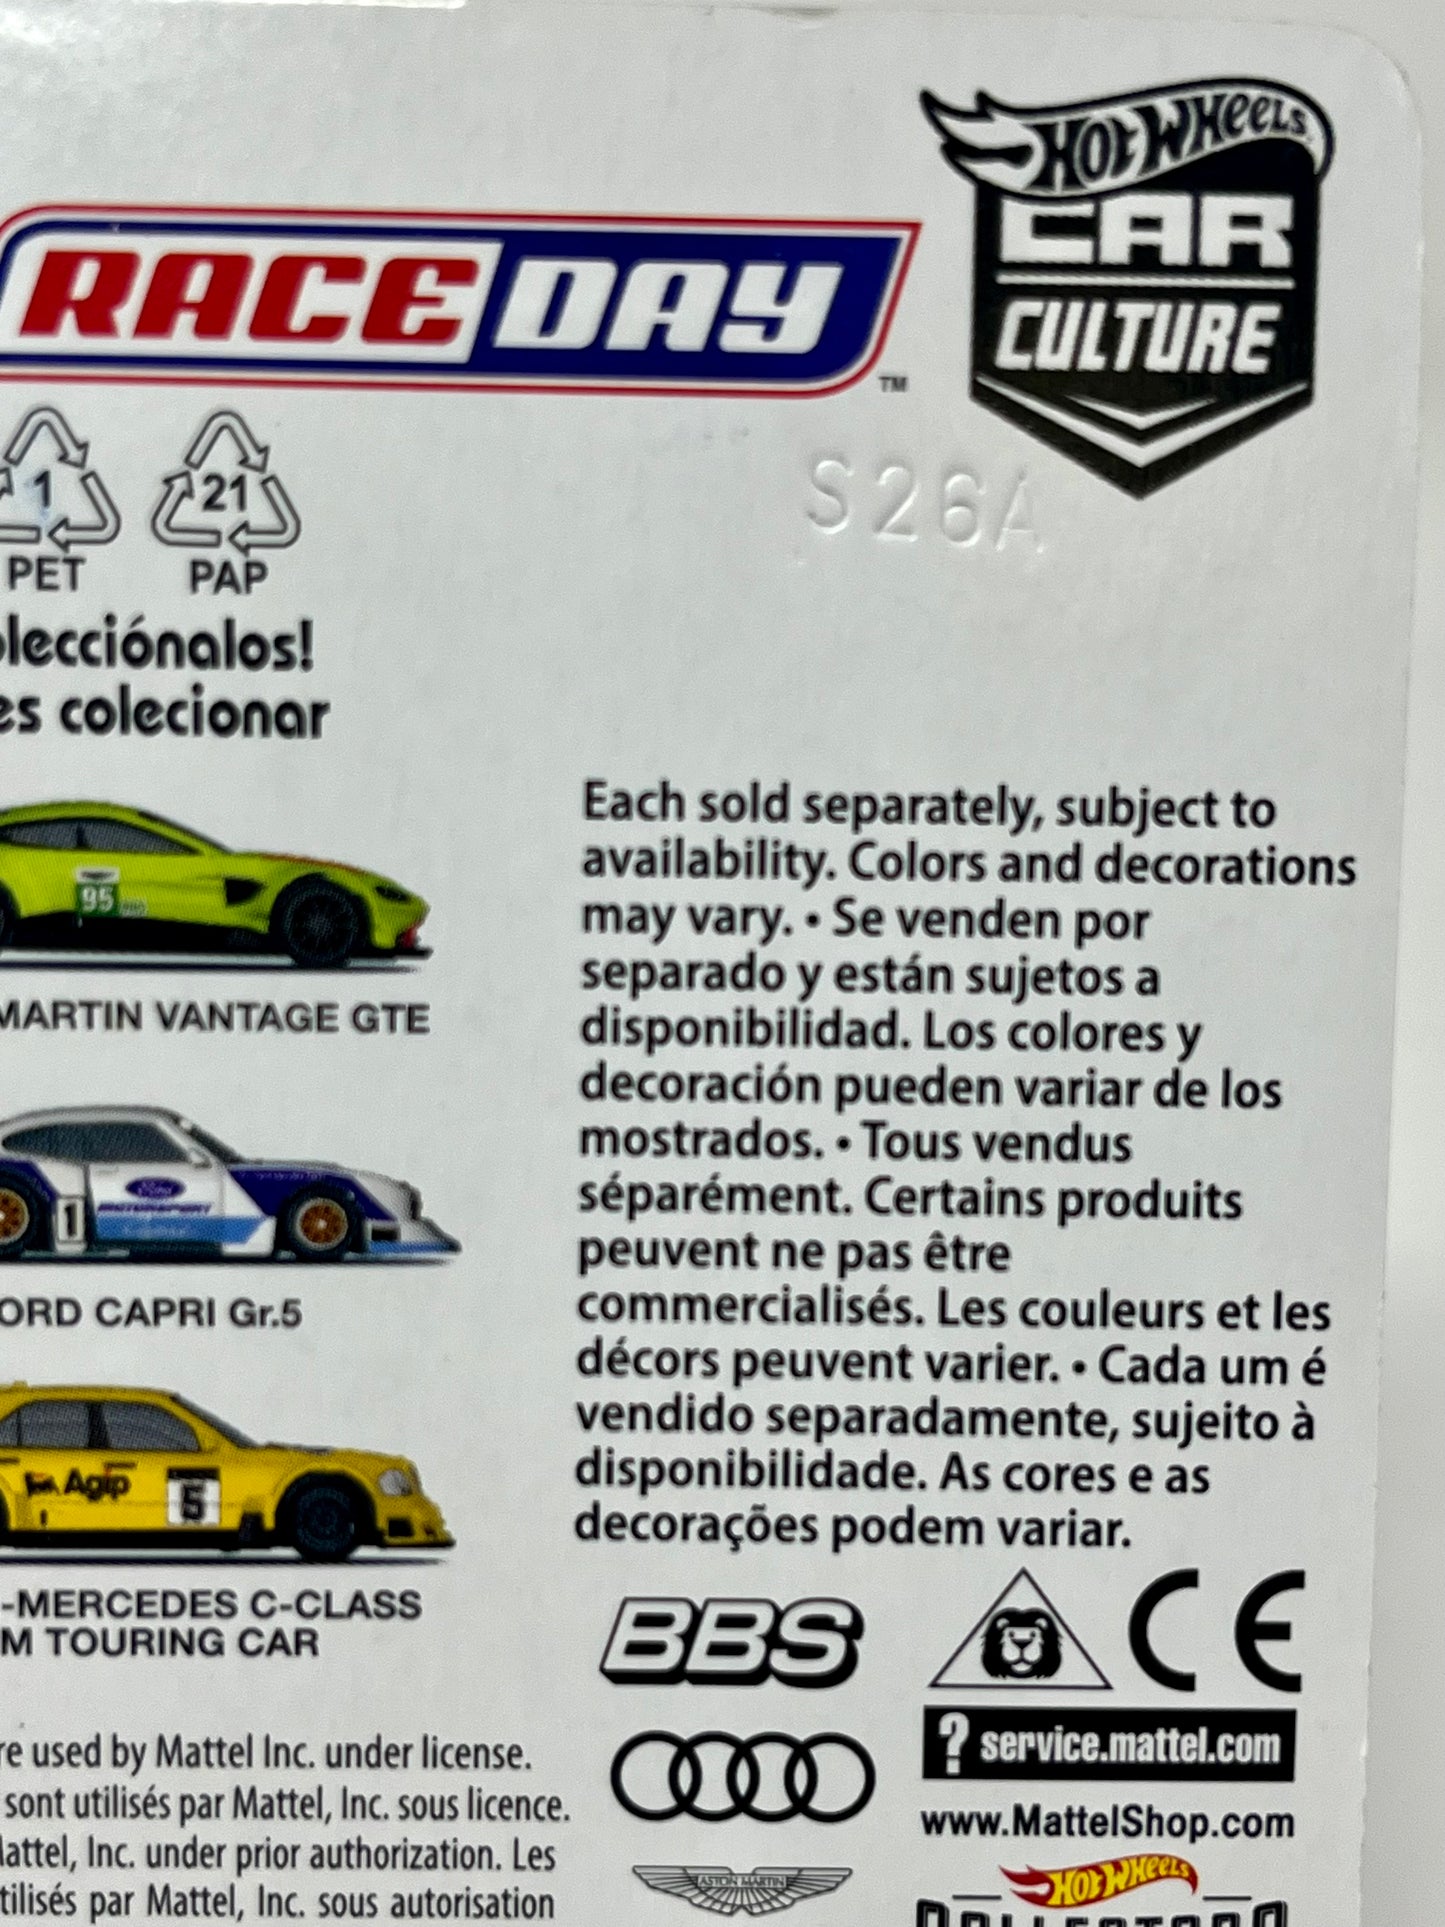 HOT WHEELS
CAR
CULTURE
RACE DAY
TM
S26A
1
21
PET
PAP
olecciónalos!
es colecionar
95
MARTIN VANTAGE GTE
Ford
MOTORSPORT
1
ORD CAPRI Gr.5
Agip
5
-MERCEDES C-CLASS
M TOURING CAR
Each sold separately, subject to
availability. Colors and decorations
may vary. • Se venden por
separado y están sujetos a
disponibilidad. Los colores y
decoración pueden variar de los
mostrados. • Tous vendus
séparément. Certains produits
peuvent ne pas être
commercialisés. Les couleurs et les
décors peuvent varier. • Cada um é
vendido separadamente, sujeito à
disponibilidade. As cores e as
decorações podem variar.
BBS
CE
? service.mattel.com
www.MattelShop.com
ASTON MARTIN
HOT WHEELS
re used by Mattel Inc. under license.
sont utilisés par Mattel, Inc. sous licence.
Mattel, Inc. under prior authorization. Les
tilisés par Mattel, Inc. sous autorisation